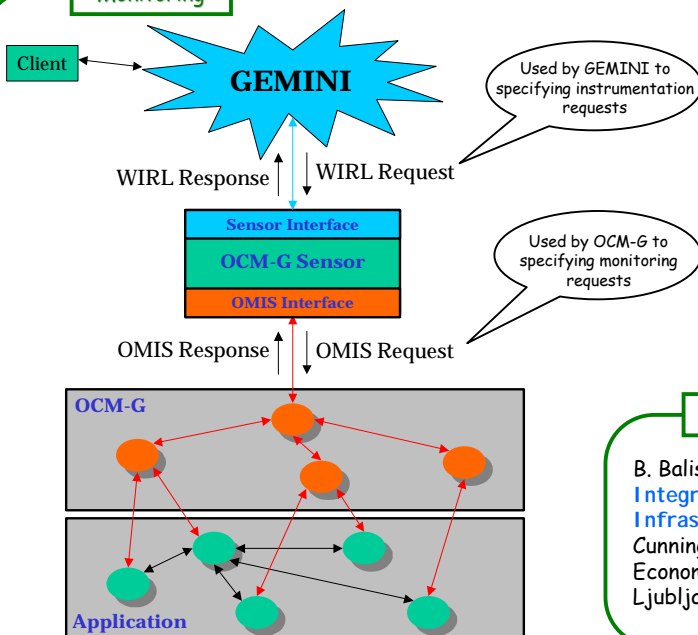 Monitoring
Client
GEMINI
Used by GEMINI to
specifying instrumentation
requests
WIRL Response
WIRL Request
Sensor Interface
OCM-G Sensor
OMIS Interface
Used by OCM-G to
specifying monitoring
requests
OMIS Response
OMIS Request
OCM-G
Application
B. Balis
Integr
Infras
Cunning
Econom
Ljublja